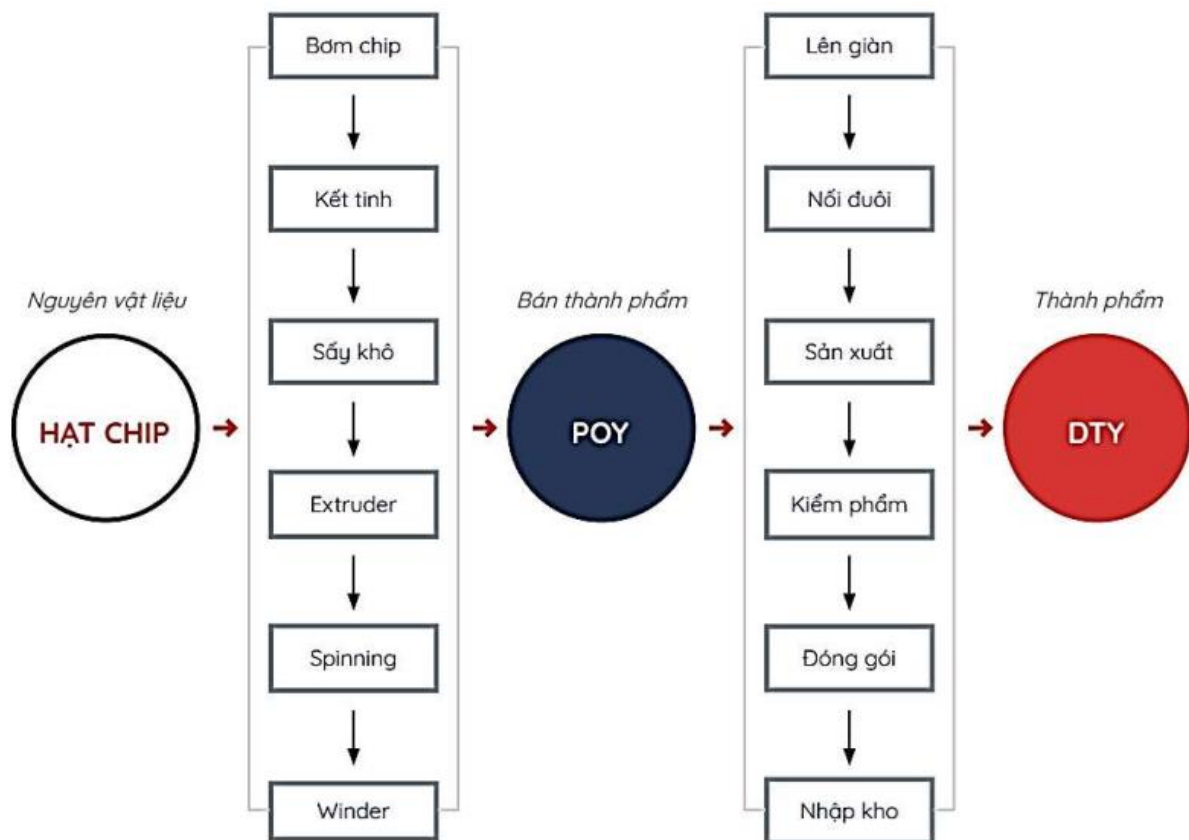 Nguyên vật liệu
HẠT CHIP
Bơm chip
Kết tinh
Sấy khô
Extruder
Spinning
Winder
Bán thành phẩm
POY
Lên giàn
Nối đuôi
Sản xuất
Kiểm phẩm
Đóng gói
Nhập kho
Thành phẩm
DTY